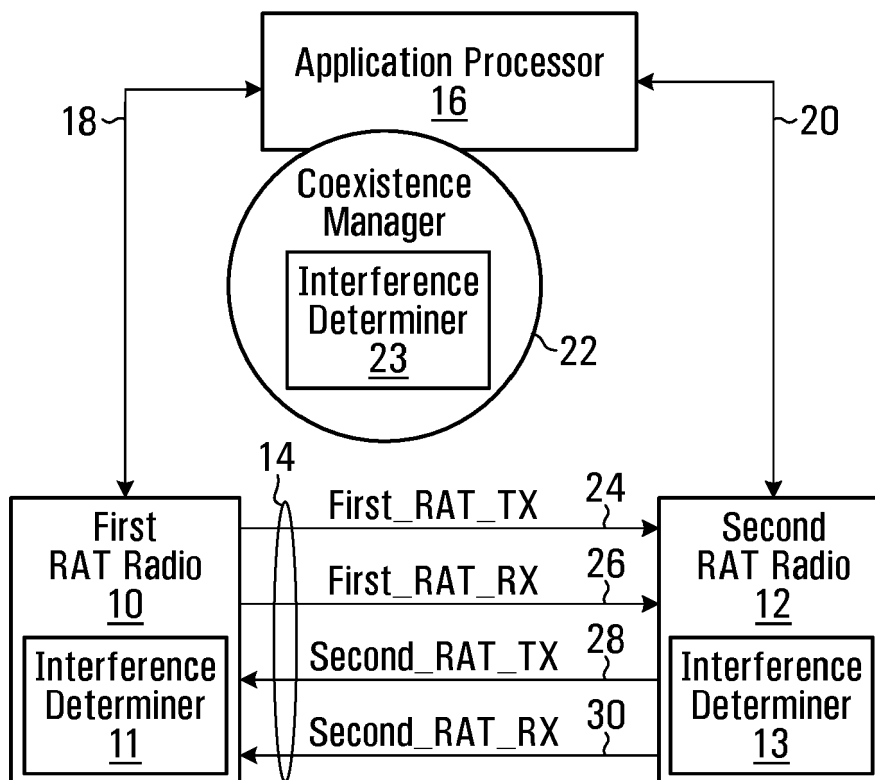 Application Processor
16
18
20
Coexistence
Manager
Interference
Determiner
23
22
14
First
RAT Radio
10
Interference
Determiner
11
First_RAT_TX
24
First_RAT_RX
26
Second_RAT_TX
28
Second_RAT_RX
30
Second
RAT Radio
12
Interference
Determiner
13